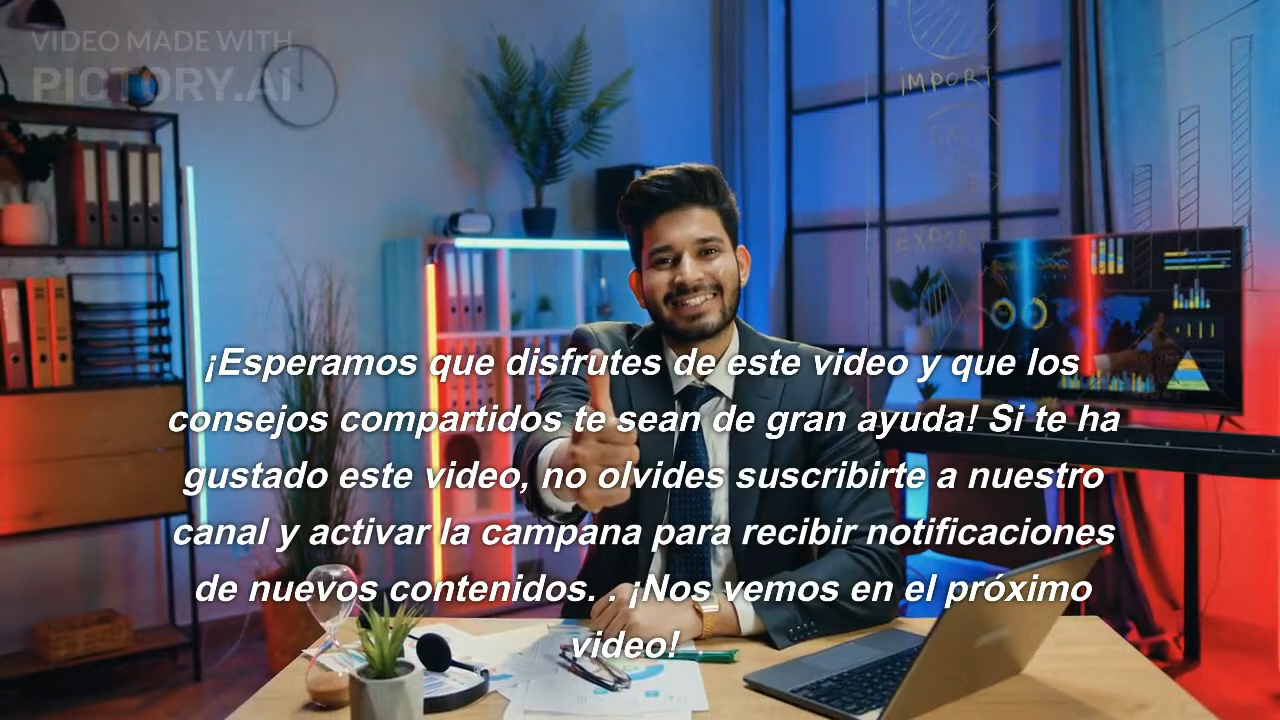 VIDEO MADE WITH
PICTORY.AI
IMPORT
EXPOR
¡Esperamos que disfrutes de este video y que los
consejos compartidos te sean de gran ayuda! Si te ha
gustado este video, no olvides suscribirte a nuestro
canal y activar la campana para recibir notificaciones
de nuevos contenidos. . ¡Nos vemos en el próximo
video!